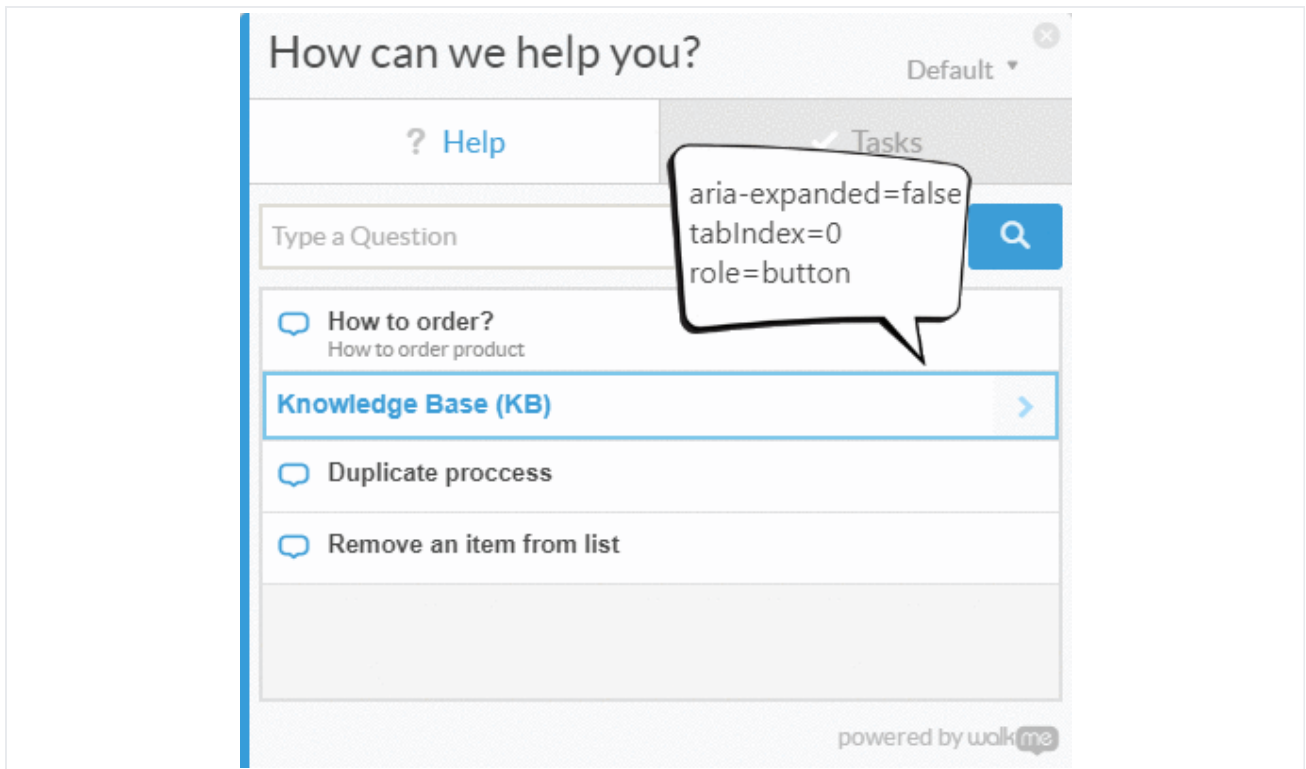 How can we help you?
Default
? Help
Tasks
aria-expanded=false
tabIndex=0
role=button
Type a Question
How to order?
How to order product
Knowledge Base (KB)
Duplicate proccess
Remove an item from list
powered by walkme